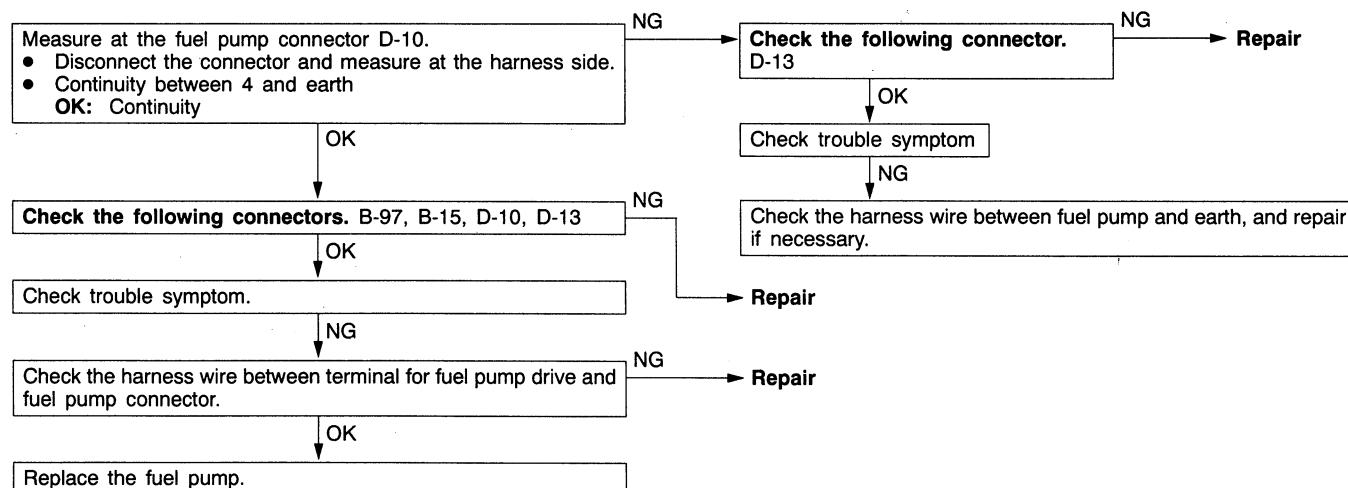 Measure at the fuel pump connector D-10.
● Disconnect the connector and measure at the harness side.
● Continuity between 4 and earth
OK: Continuity
NG
Check the following connector.
D-13
NG
Repair
OK
Check trouble symptom
NG
Check the harness wire between fuel pump and earth, and repair
if necessary.
OK
Check the following connectors. B-97, B-15, D-10, D-13
NG
Repair
OK
Check trouble symptom.
NG
Check the harness wire between terminal for fuel pump drive and
fuel pump connector.
NG
Repair
OK
Replace the fuel pump.